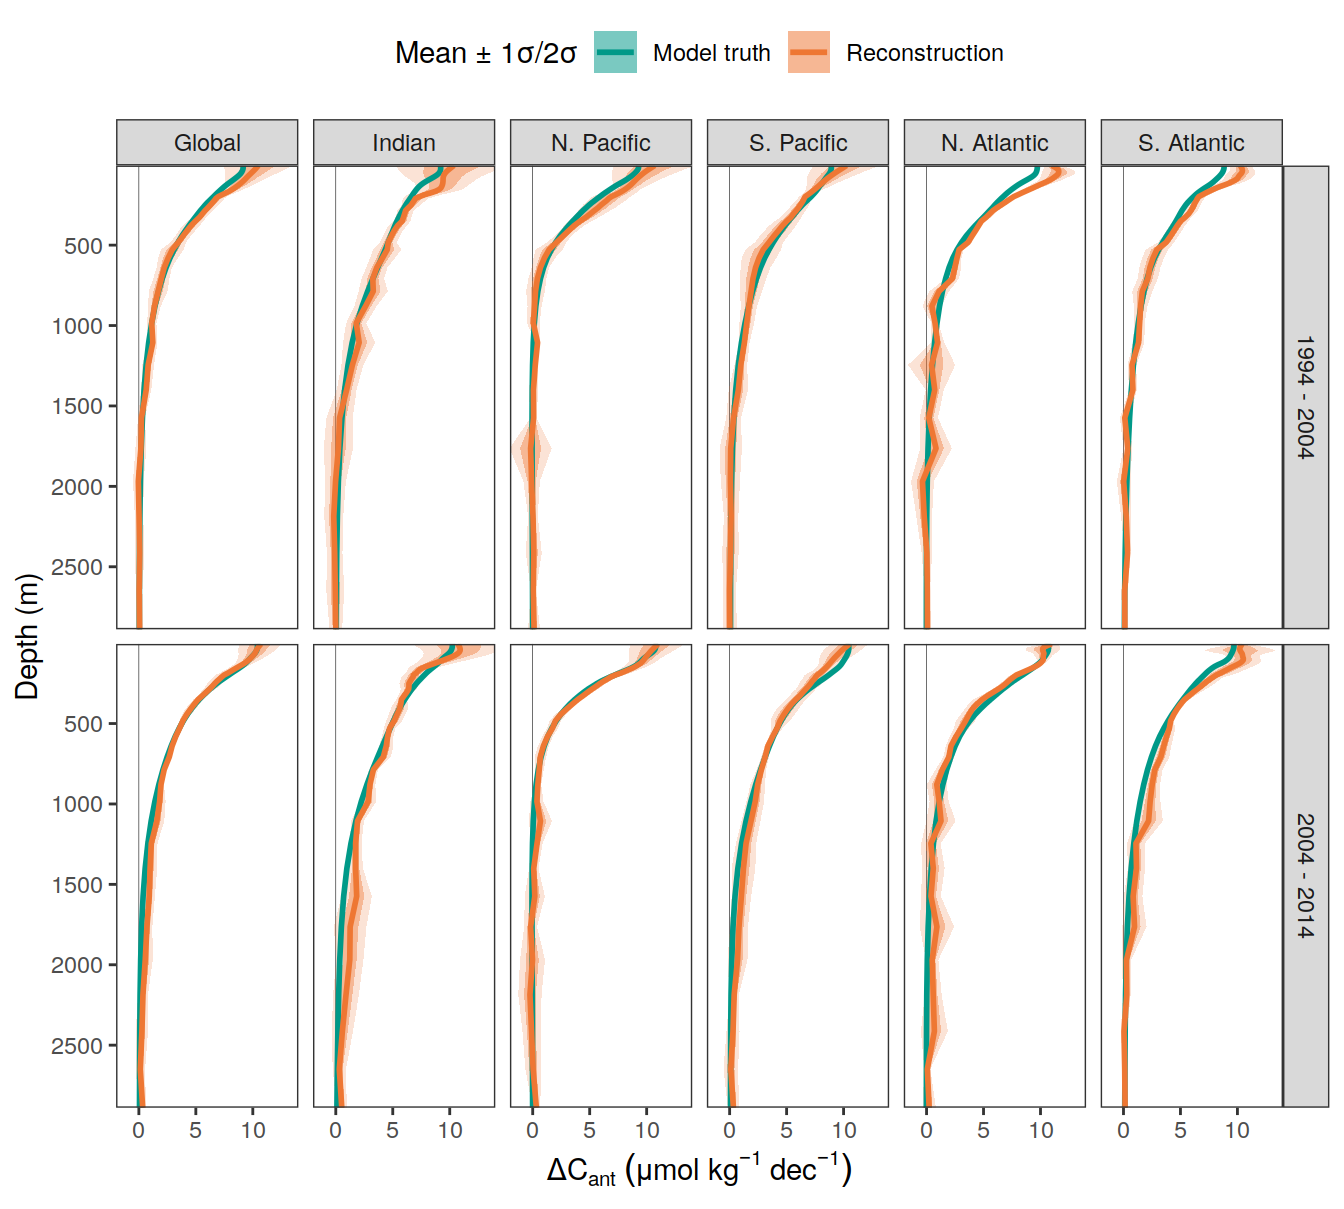 Mean ± 1σ/2σ Model truth Reconstruction
Global Indian N. Pacific S. Pacific N. Atlantic S. Atlantic
500
1000
1500
2000
2500
1994 - 2004
500
1000
1500
2000
2500
2004 - 2014
Depth (m)
0 5 10 0 5 10 0 5 10 0 5 10 0 5 10 0 5 10
ΔCant (μmol kg⁻¹ dec⁻¹)